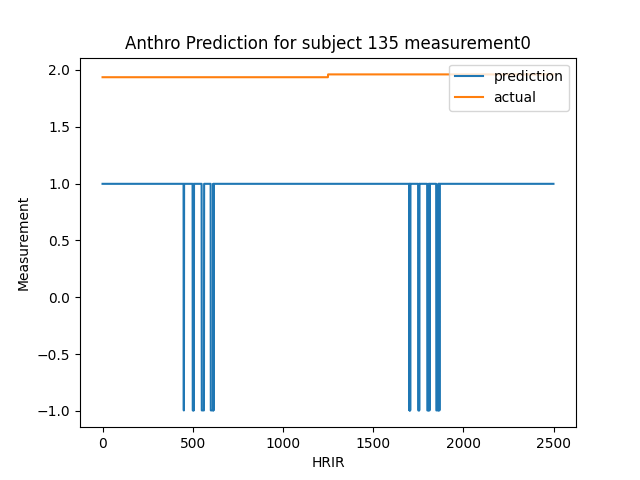 Anthro Prediction for subject 135 measurement0
prediction
actual
2.0
1.5
1.0
0.5
0.0
−0.5
−1.0
Measurement
0
500
1000
1500
2000
2500
HRIR